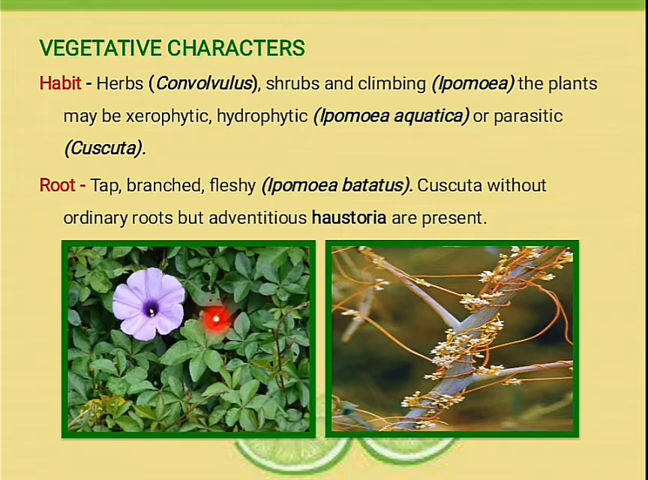 VEGETATIVE CHARACTERS
Habit - Herbs (Convolvulus), shrubs and climbing (Ipomoea) the plants
may be xerophytic, hydrophytic (Ipomoea aquatica) or parasitic
(Cuscuta).
Root - Tap, branched, fleshy (Ipomoea batatus). Cuscuta without
ordinary roots but adventitious haustoria are present.